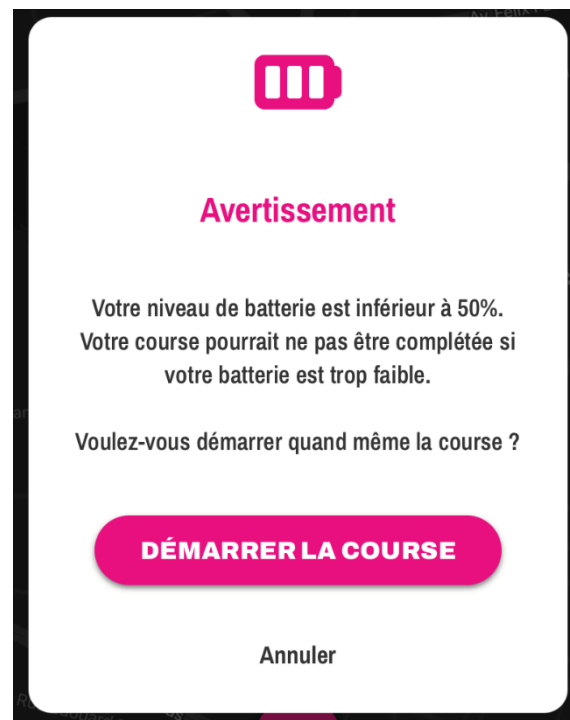 Avertissement
Votre niveau de batterie est inférieur à 50%.
Votre course pourrait ne pas être complétée si
votre batterie est trop faible.
Voulez-vous démarrer quand même la course ?
DÉMARRER LA COURSE
Annuler